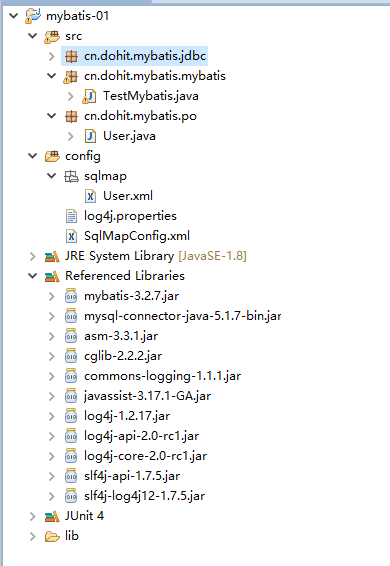 mybatis-01
src
cn.dohit.mybatis.jdbc
cn.dohit.mybatis.mybatis
TestMybatis.java
cn.dohit.mybatis.po
User.java
config
sqlmap
User.xml
log4j.properties
SqlMapConfig.xml
JRE System Library [JavaSE-1.8]
Referenced Libraries
mybatis-3.2.7.jar
mysql-connector-java-5.1.7-bin.jar
asm-3.3.1.jar
cglib-2.2.2.jar
commons-logging-1.1.1.jar
javassist-3.17.1-GA.jar
log4j-1.2.17.jar
log4j-api-2.0-rc1.jar
log4j-core-2.0-rc1.jar
slf4j-api-1.7.5.jar
slf4j-log4j12-1.7.5.jar
JUnit 4
lib